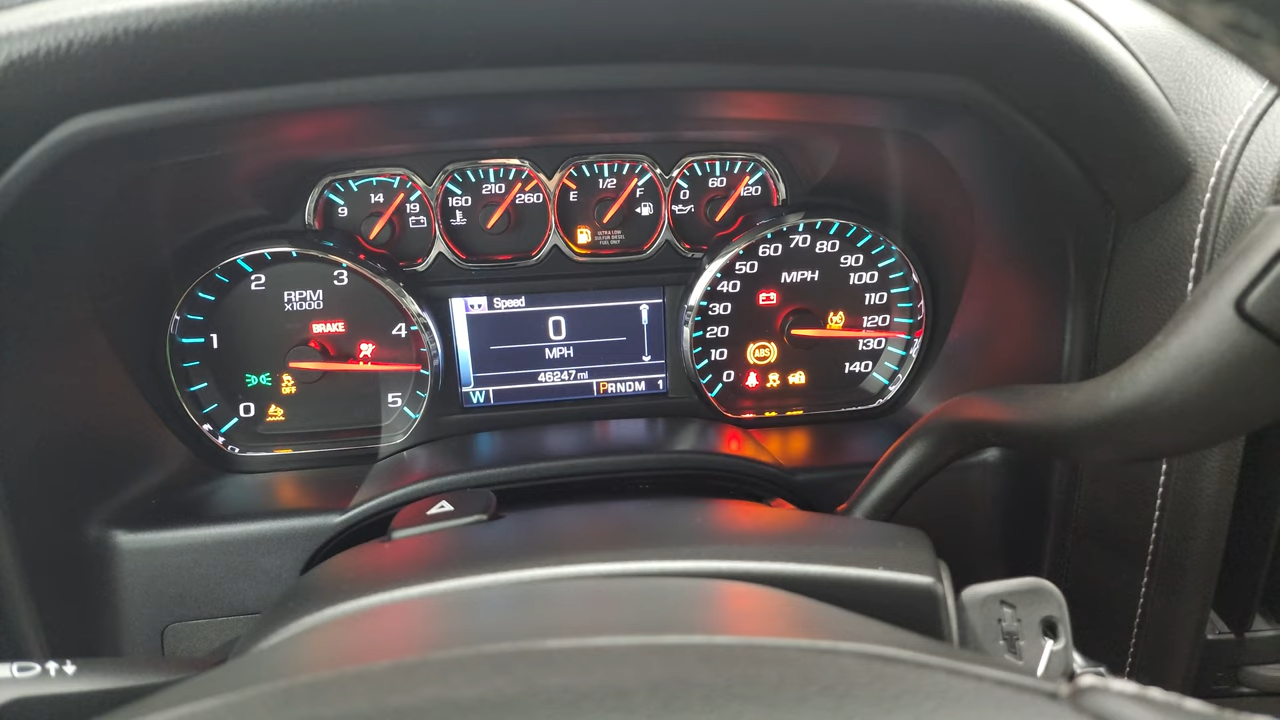 9 14 19
160 210 260
E 1/2 F
ULTRA LOW
SULFUR DIESEL
FUEL ONLY
0 60 120
0 1 2 3 4 5
RPM
X1000
BRAKE
OFF
Speed
0
MPH
46247 mi
W
PRNDM 1
0 10 20 30 40 50 60 70 80 90 100 110 120 130 140
MPH
ABS